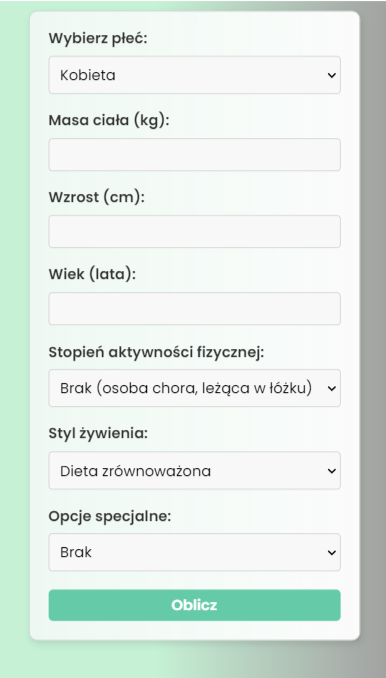 Wybierz płeć:
Kobieta
Masa ciała (kg):
Wzrost (cm):
Wiek (lata):
Stopień aktywności fizycznej:
Brak (osoba chora, leżąca w łóżku)
Styl żywienia:
Dieta zrównoważona
Opcje specjalne:
Brak
Oblicz